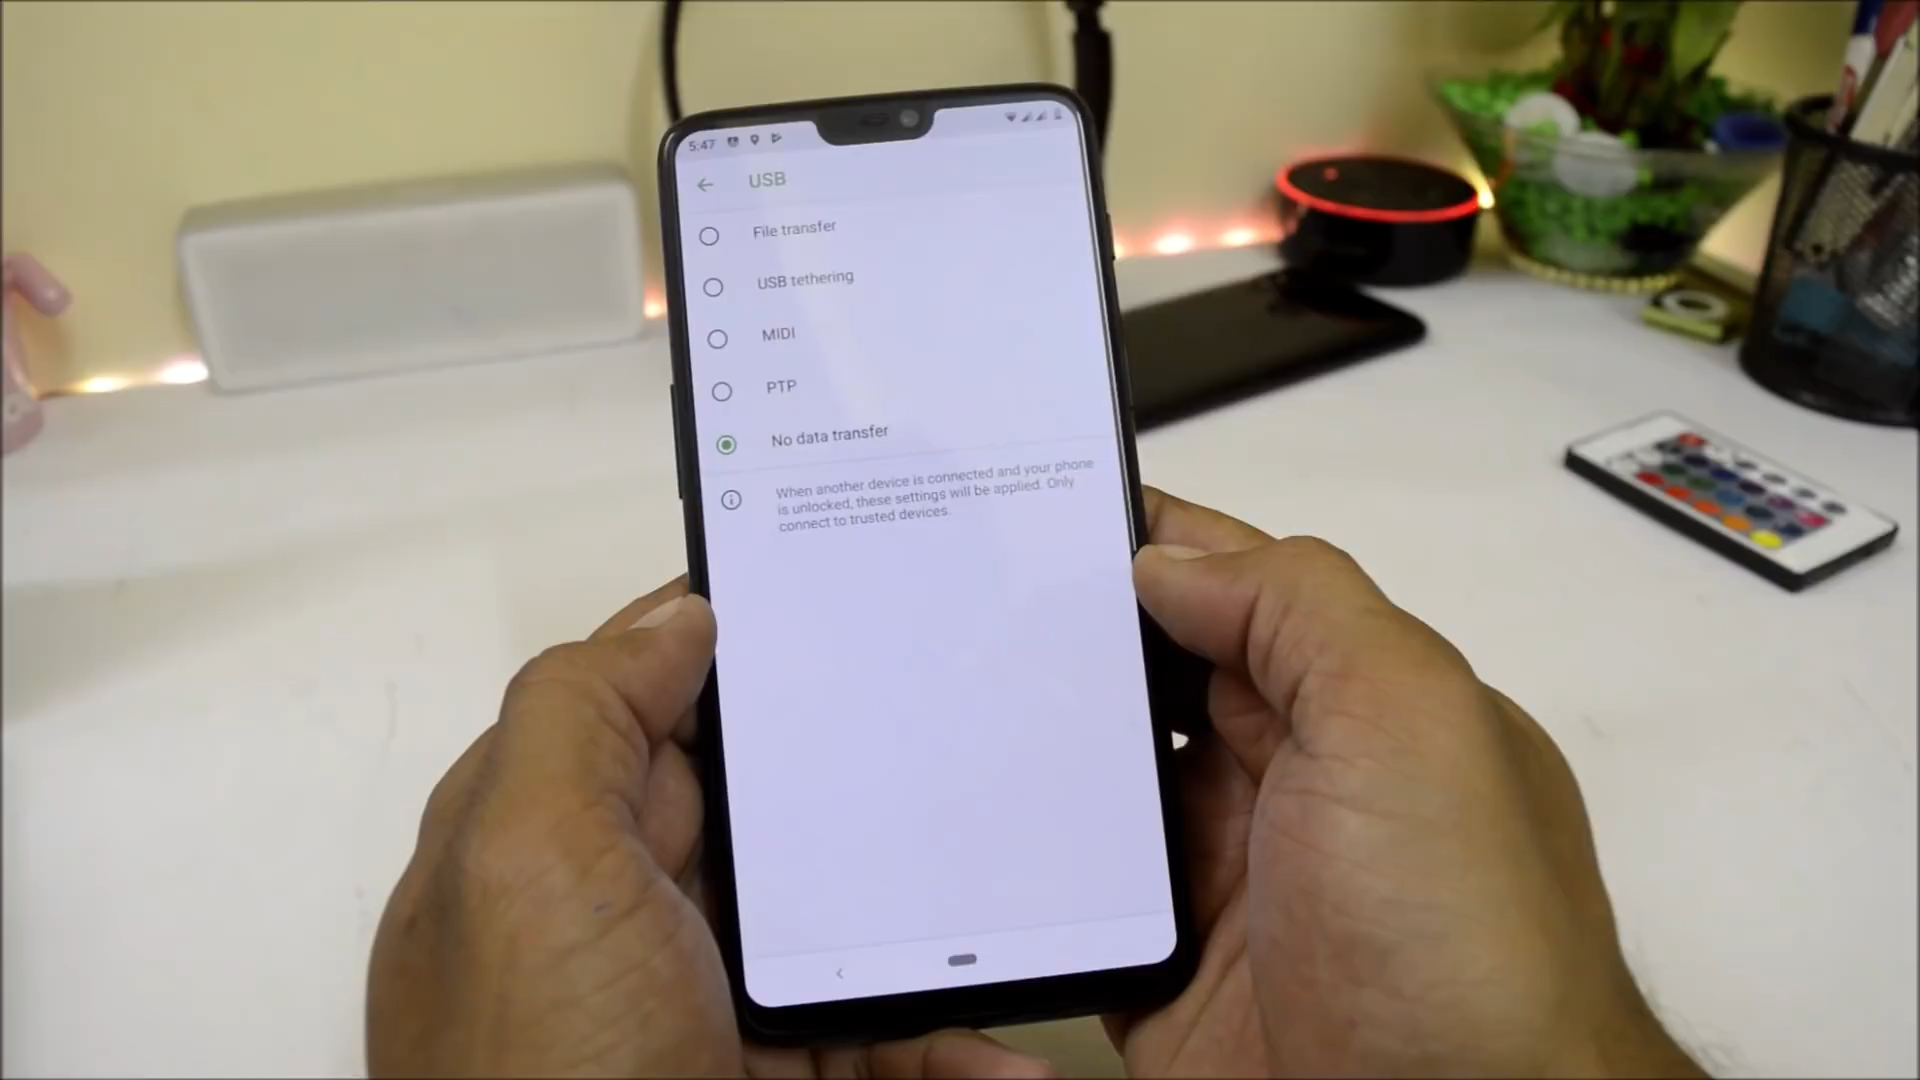 5:47
USB
File transfer
USB tethering
MIDI
PTP
No data transfer
When another device is connected and your phone
is unlocked, these settings will be applied. Only
connect to trusted devices.